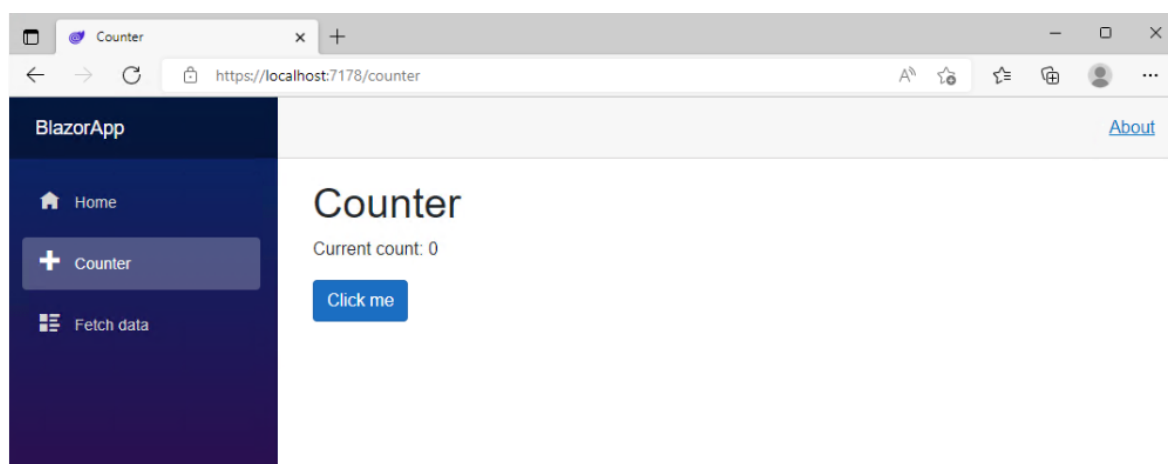 Counter
https://localhost:7178/counter
BlazorApp
About
Home
Counter
Fetch data
Counter
Current count: 0
Click me